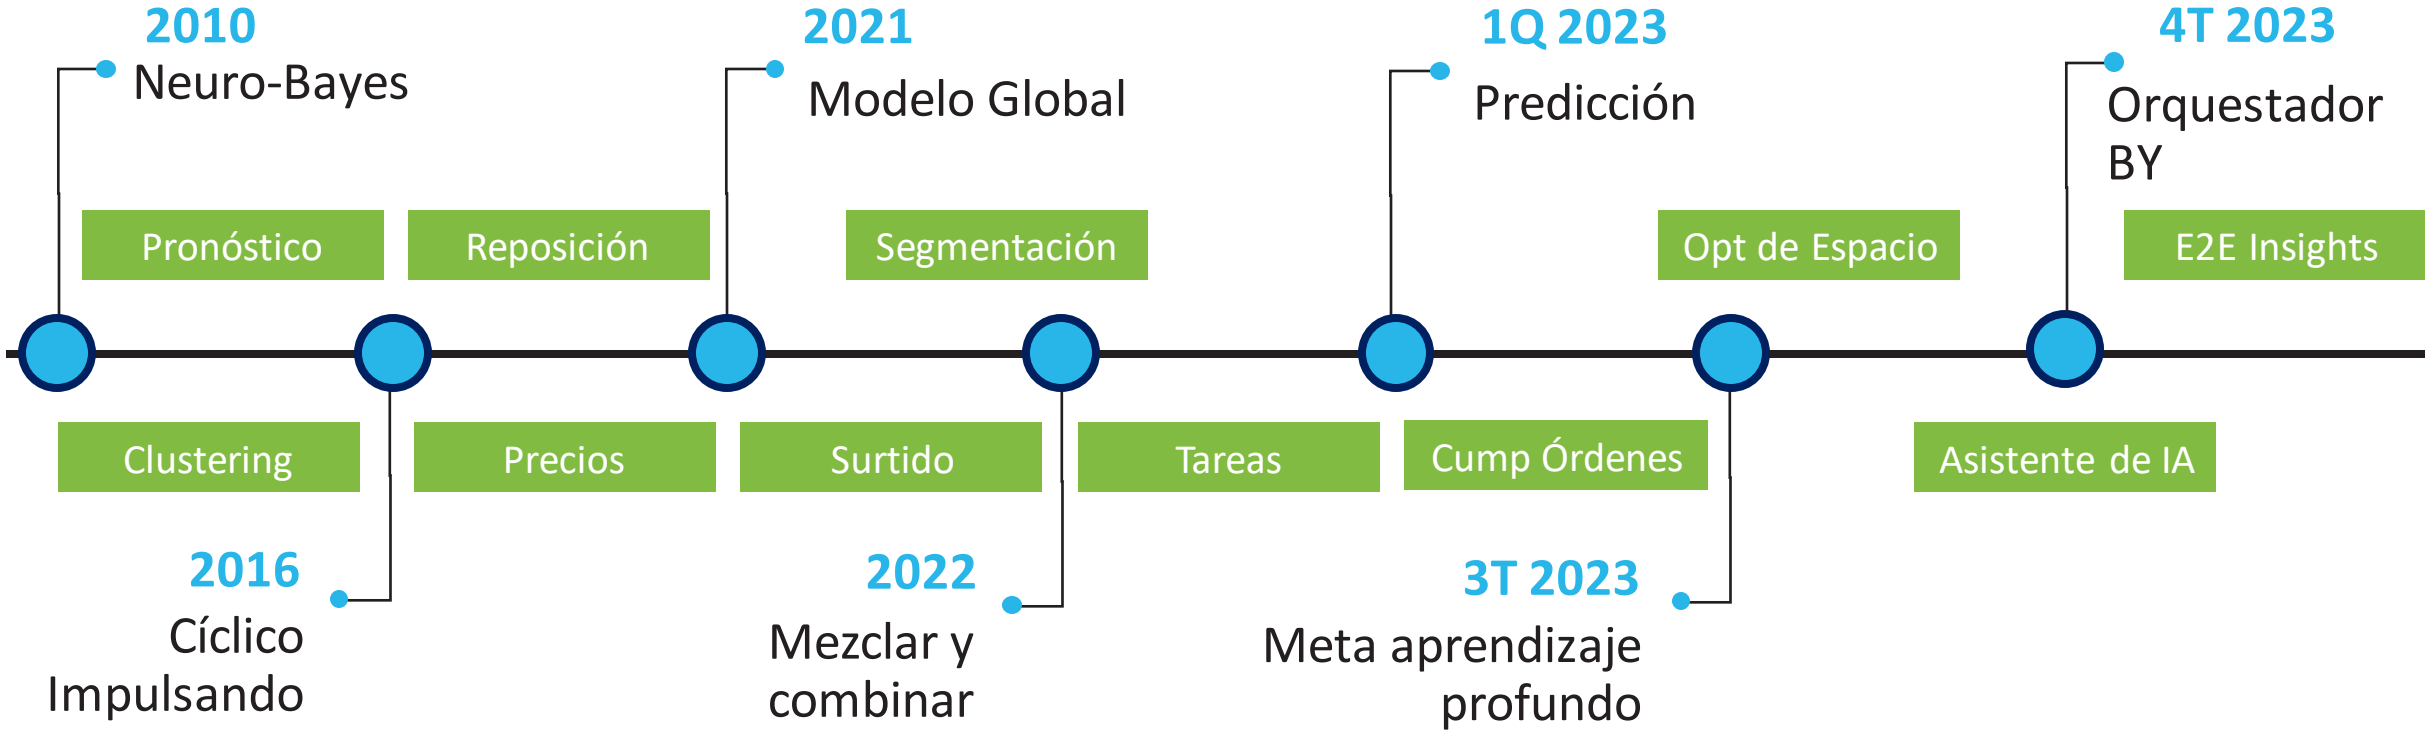 2010
Neuro-Bayes
2021
Modelo Global
1Q 2023
Predicción
4T 2023
Orquestador
BY
Pronóstico
Reposición
Segmentación
Opt de Espacio
E2E Insights
Clustering
Precios
Surtido
Tareas
Cump Órdenes
Asistente de IA
2016
Cíclico
Impulsando
2022
Mezclar y
combinar
3T 2023
Meta aprendizaje
profundo